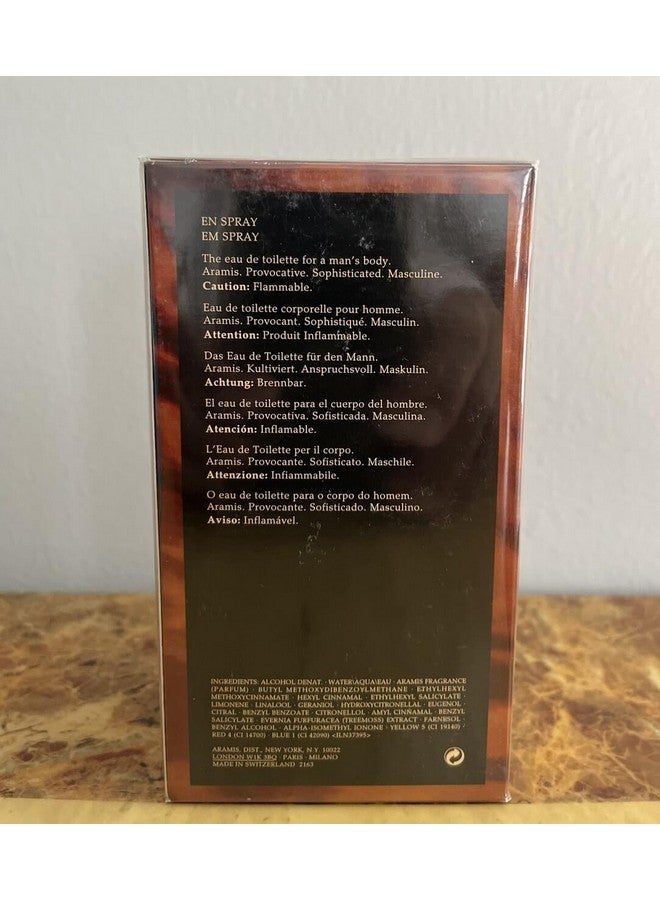 EN SPRAY
EM SPRAY
The eau de toilette for a man's body.
Aramis. Provocative. Sophisticated. Masculine.
Caution: Flammable.
Eau de toilette corporelle pour homme.
Aramis. Provocant. Sophistiqué. Masculin.
Attention: Produit Inflammable.
Das Eau de Toilette für den Mann.
Aramis. Kultiviert. Anspruchsvoll. Maskulin.
Achtung: Brennbar.
El eau de toilette para el cuerpo del hombre.
Aramis. Provocativa. Sofisticada. Masculina.
Atención: Inflamable.
L'Eau de Toilette per il corpo.
Aramis. Provocante. Sofisticato. Maschile.
Attenzione: Infiammabile.
O eau de toilette para o corpo do homem.
Aramis. Provocante. Sofisticado. Masculino.
Aviso: Inflamável.
INGREDIENTS: ALCOHOL DENAT · WATER\AQUA\EAU · ARAMIS FRAGRANCE
(PARFUM) · BUTYL METHOXYDIBENZOYLMETHANE · ETHYLHEXYL
METHOXYCINNAMATE · HEXYL CINNAMAL · ETHYLHEXYL SALICYLATE ·
LIMONENE · LINALOOL · GERANIOL · HYDROXYCITRONELLAL · EUGENOL ·
CITRAL · BENZYL BENZOATE · CITRONELLOL · AMYL CINNAMAL · BENZYL
SALICYLATE · EVERNIA FURFURACEA (TREEMOSS) EXTRACT · FARNESOL ·
BENZYL ALCOHOL · ALPHA-ISOMETHYL IONONE · YELLOW 5 (CI 19140) ·
RED 4 (CI 14700) · BLUE 1 (CI 42090) <ILN37395>
ARAMIS, DIST., NEW YORK, N.Y. 10022
LONDON W1K 3BQ · PARIS · MILANO
MADE IN SWITZERLAND 2163